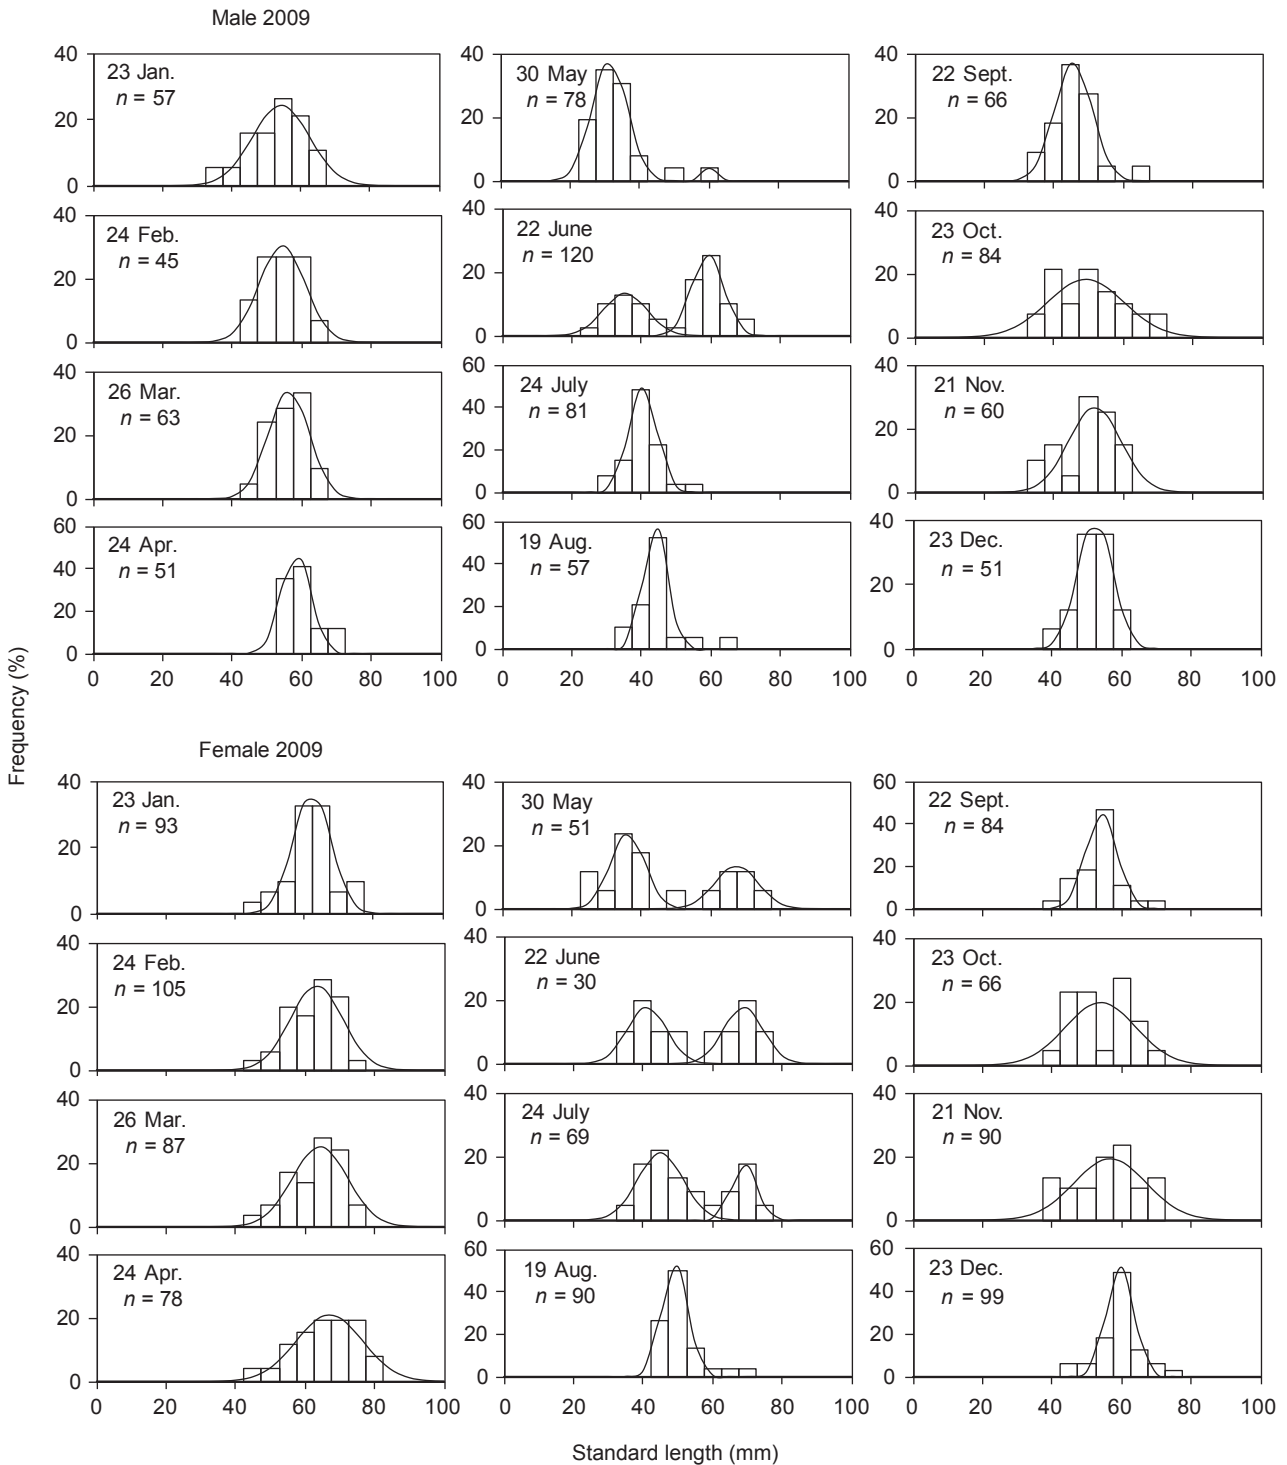 Male 2009
40
20
0
23 Jan.
n = 57
40
20
0
30 May
n = 78
40
20
0
22 Sept.
n = 66
40
20
0
24 Feb.
n = 45
40
20
0
22 June
n = 120
40
20
0
23 Oct.
n = 84
40
20
0
26 Mar.
n = 63
60
40
20
0
24 July
n = 81
40
20
0
21 Nov.
n = 60
60
40
20
0
24 Apr.
n = 51
0 20 40 60 80 100
60
40
20
0
19 Aug.
n = 57
0 20 40 60 80 100
40
20
0
23 Dec.
n = 51
0 20 40 60 80 100
Frequency (%)
Female 2009
40
20
0
23 Jan.
n = 93
40
20
0
30 May
n = 51
60
40
20
0
22 Sept.
n = 84
40
20
0
24 Feb.
n = 105
40
20
0
22 June
n = 30
40
20
0
23 Oct.
n = 66
40
20
0
26 Mar.
n = 87
40
20
0
24 July
n = 69
40
20
0
21 Nov.
n = 90
40
20
0
24 Apr.
n = 78
0 20 40 60 80 100
60
40
20
0
19 Aug.
n = 90
0 20 40 60 80 100
60
40
20
0
23 Dec.
n = 99
0 20 40 60 80 100
Standard length (mm)